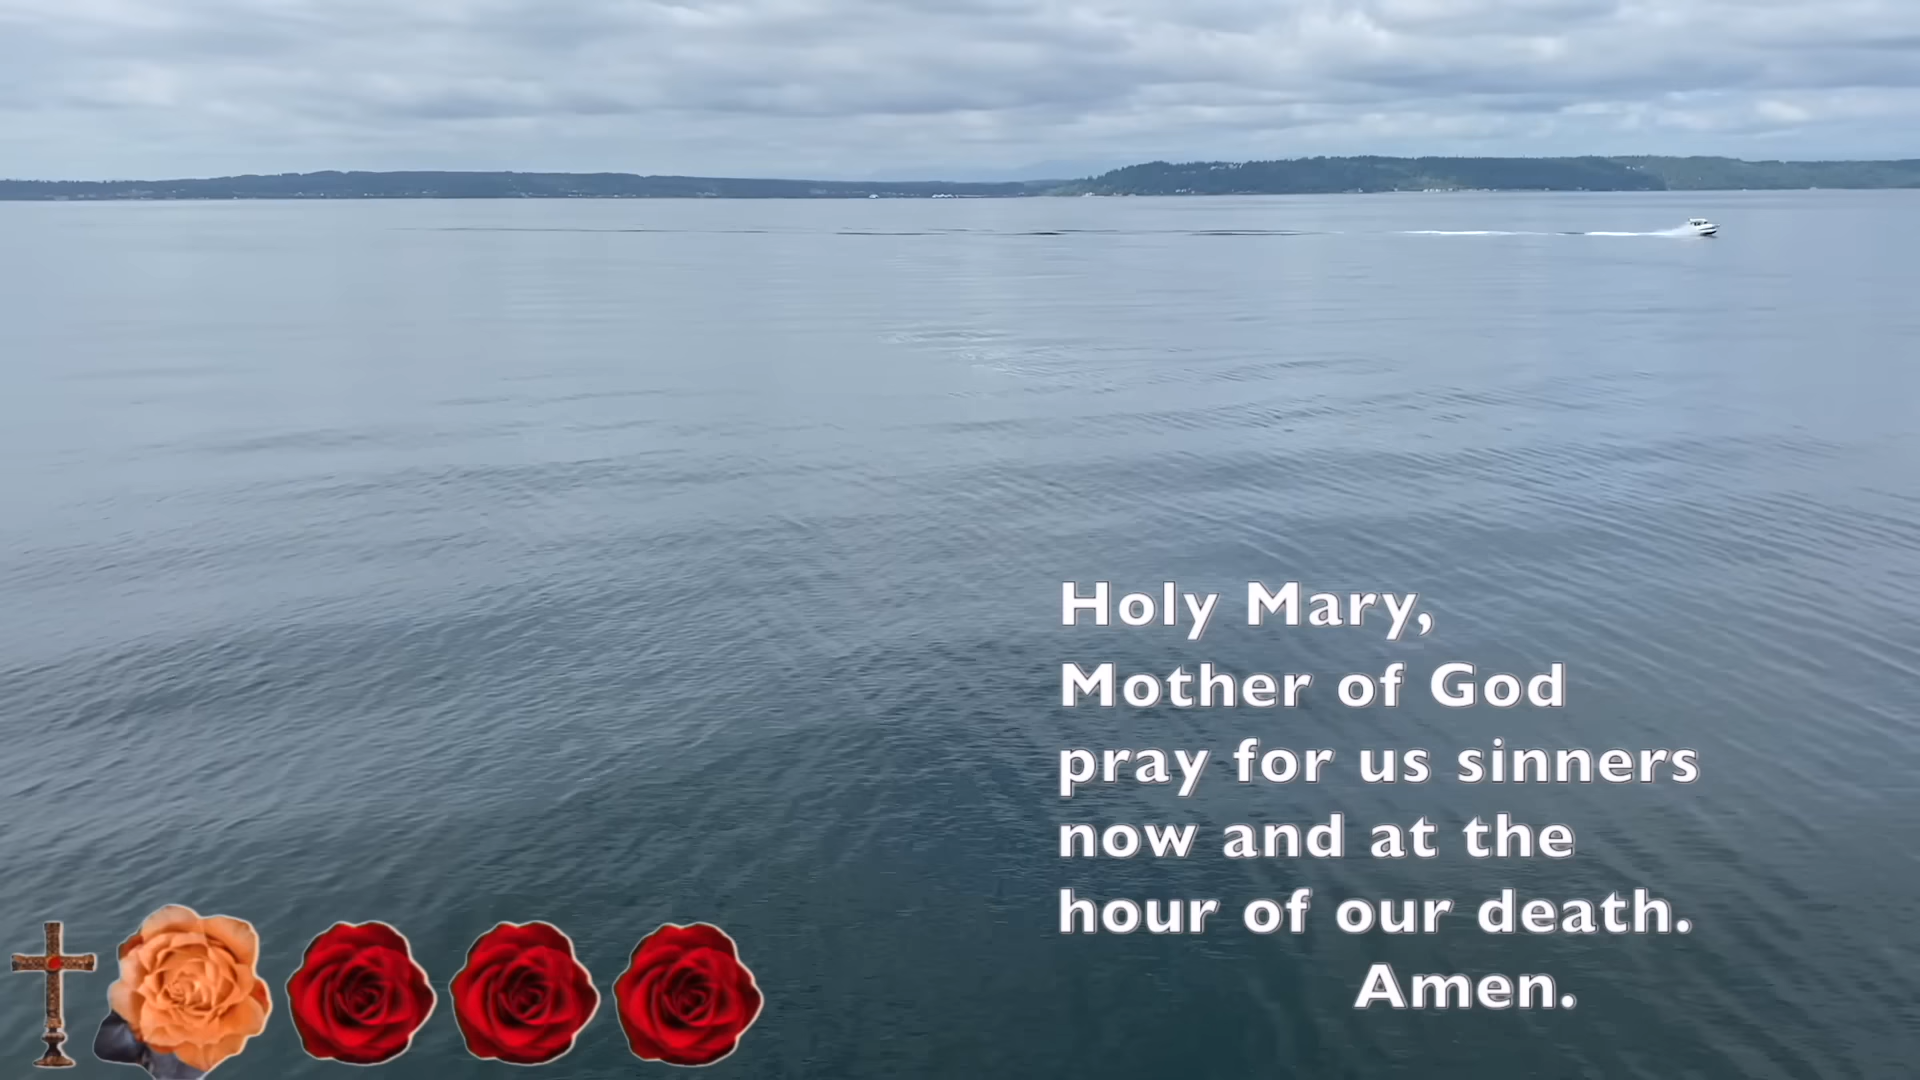 Holy Mary,
Mother of God
pray for us sinners
now and at the
hour of our death.
Amen.